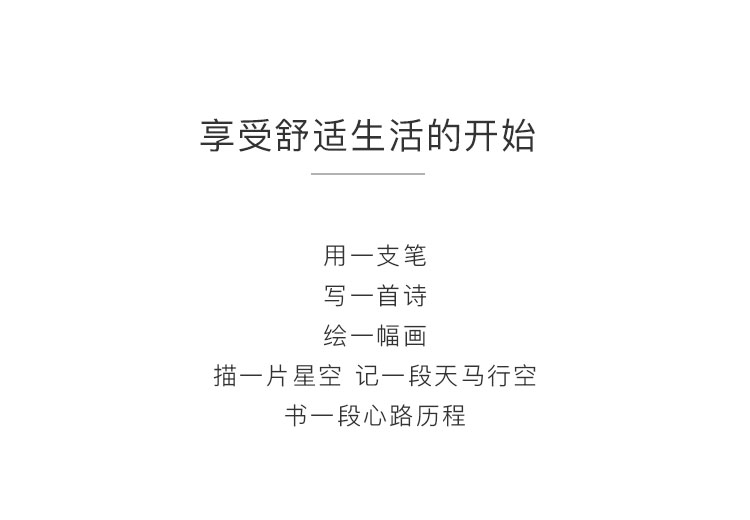 享受舒适生活的开始
用一支笔
写一首诗
绘一幅画
描一片星空 记一段天马行空
书一段心路历程